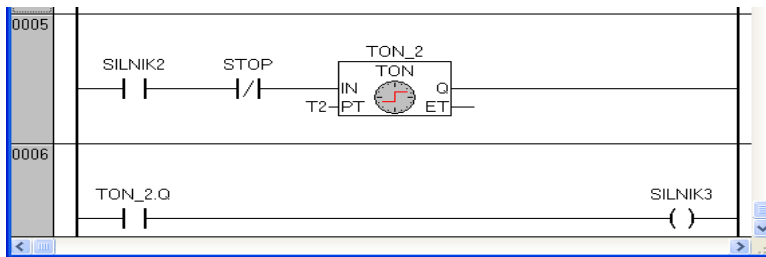 0005
SILNIK2 STOP TON_2
TON
IN Q
T2 PT ET
0006
TON_2.Q SILNIK3